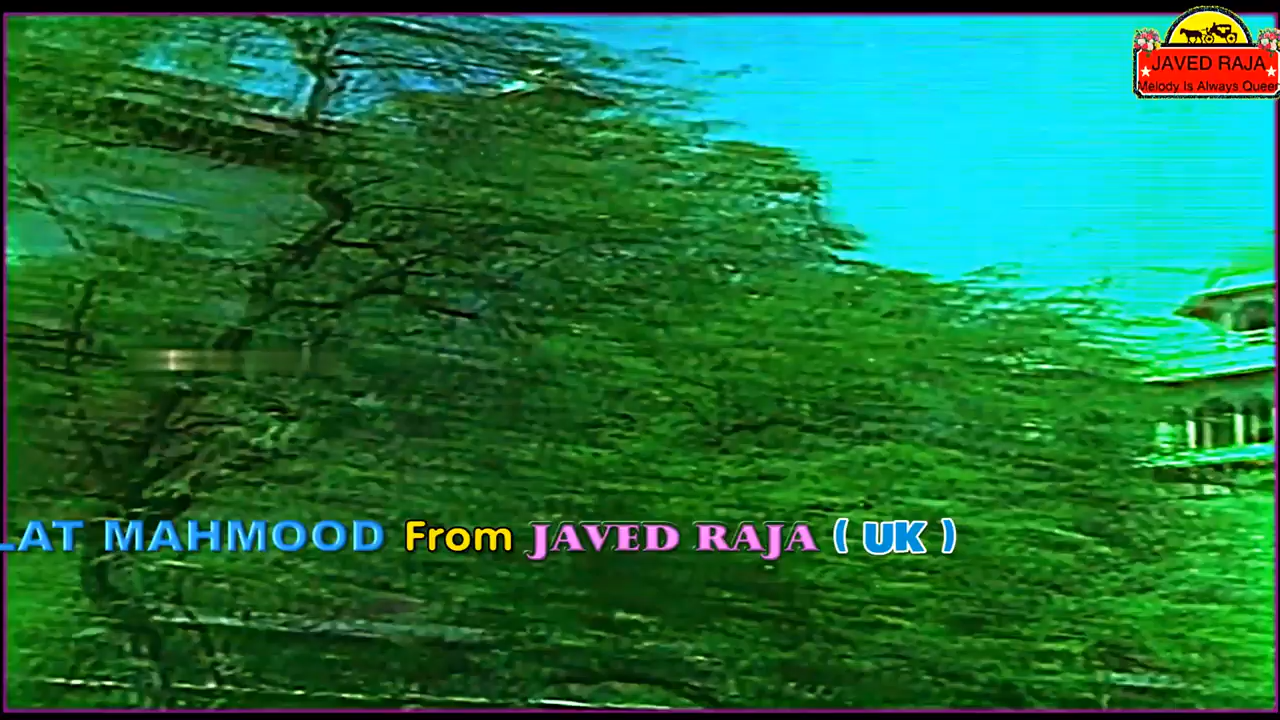 JAVED RAJA
Melody Is Always Queen
LAT MAHMOOD From JAVED RAJA ( UK )